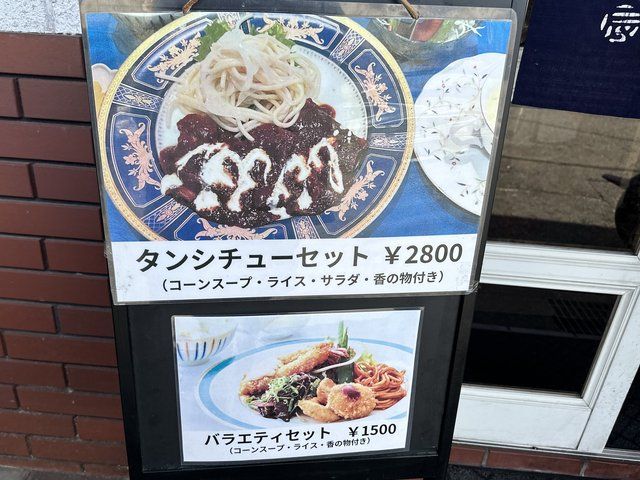 タンシチューセット ￥2800
（コーンスープ・ライス・サラダ・香の物付き）
バラエティセット ￥1500
（コーンスープ・ライス・香の物付き）